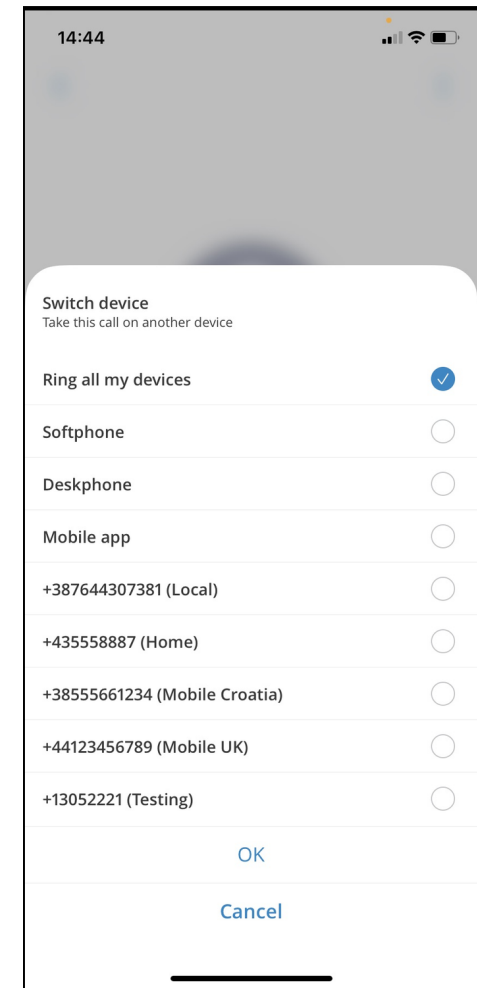 14:44
Switch device
Take this call on another device
Ring all my devices
Softphone
Deskphone
Mobile app
+387644307381 (Local)
+435558887 (Home)
+38555661234 (Mobile Croatia)
+44123456789 (Mobile UK)
+13052221 (Testing)
OK
Cancel